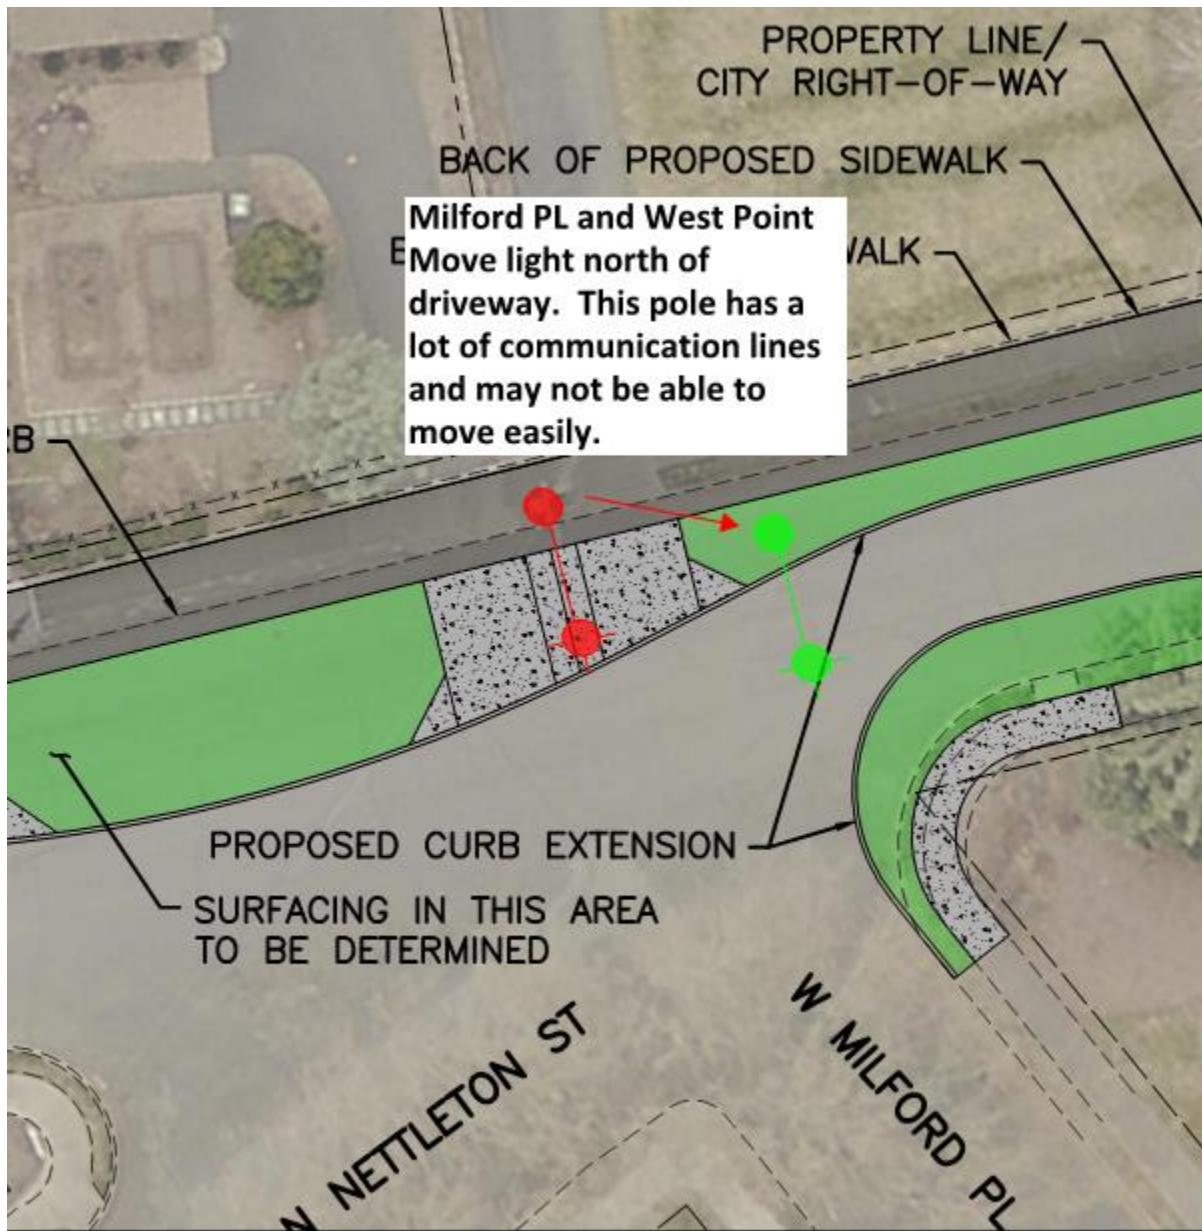 PROPERTY LINE/
CITY RIGHT-OF-WAY
BACK OF PROPOSED SIDEWALK
Milford PL and West Point
Move light north of
driveway. This pole has a
lot of communication lines
and may not be able to
move easily.
PROPOSED CURB EXTENSION
SURFACING IN THIS AREA
TO BE DETERMINED
N NETTLETON ST
W MILFORD PL